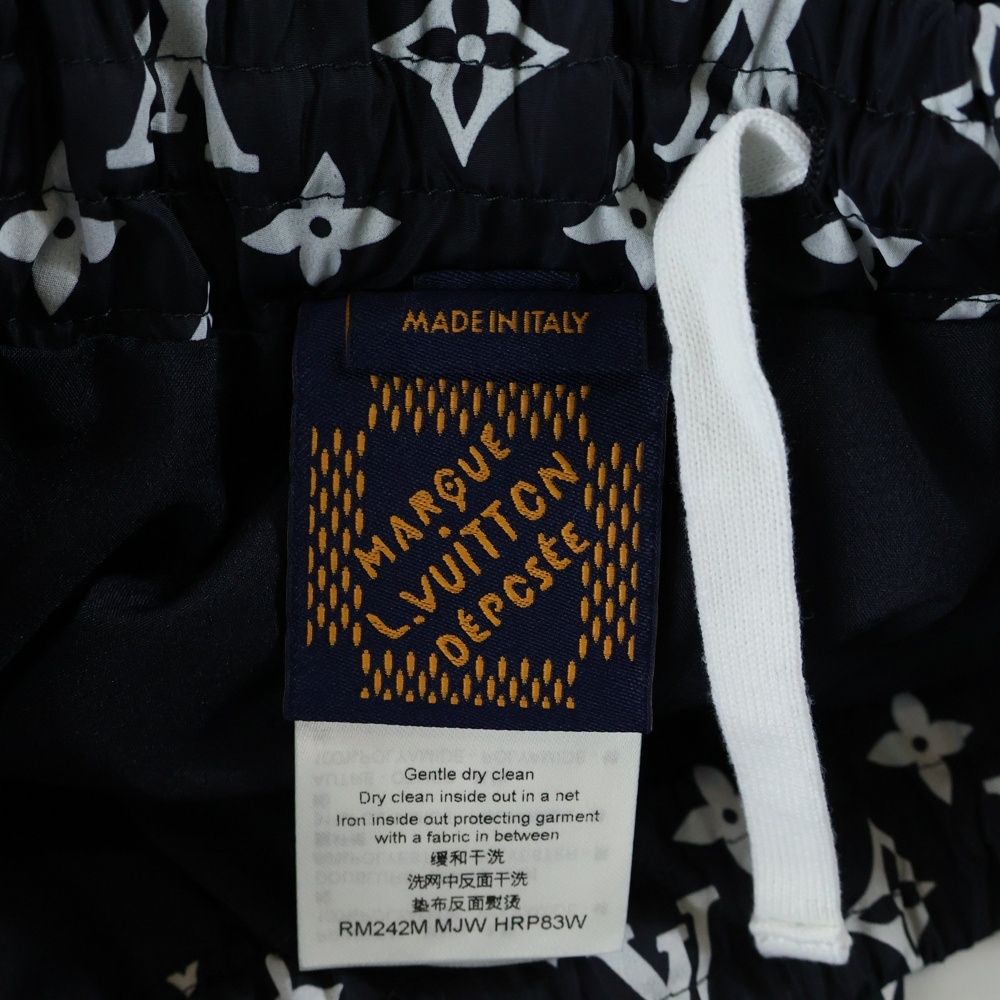 MADE IN ITALY
MARQUE
L.VUITTON
DÉPOSÉE
Gentle dry clean
Dry clean inside out in a net
Iron inside out protecting garment
with a fabric in between
缓和干洗
洗网中反面干洗
垫布反面熨烫
RM242M MJW HRP83W